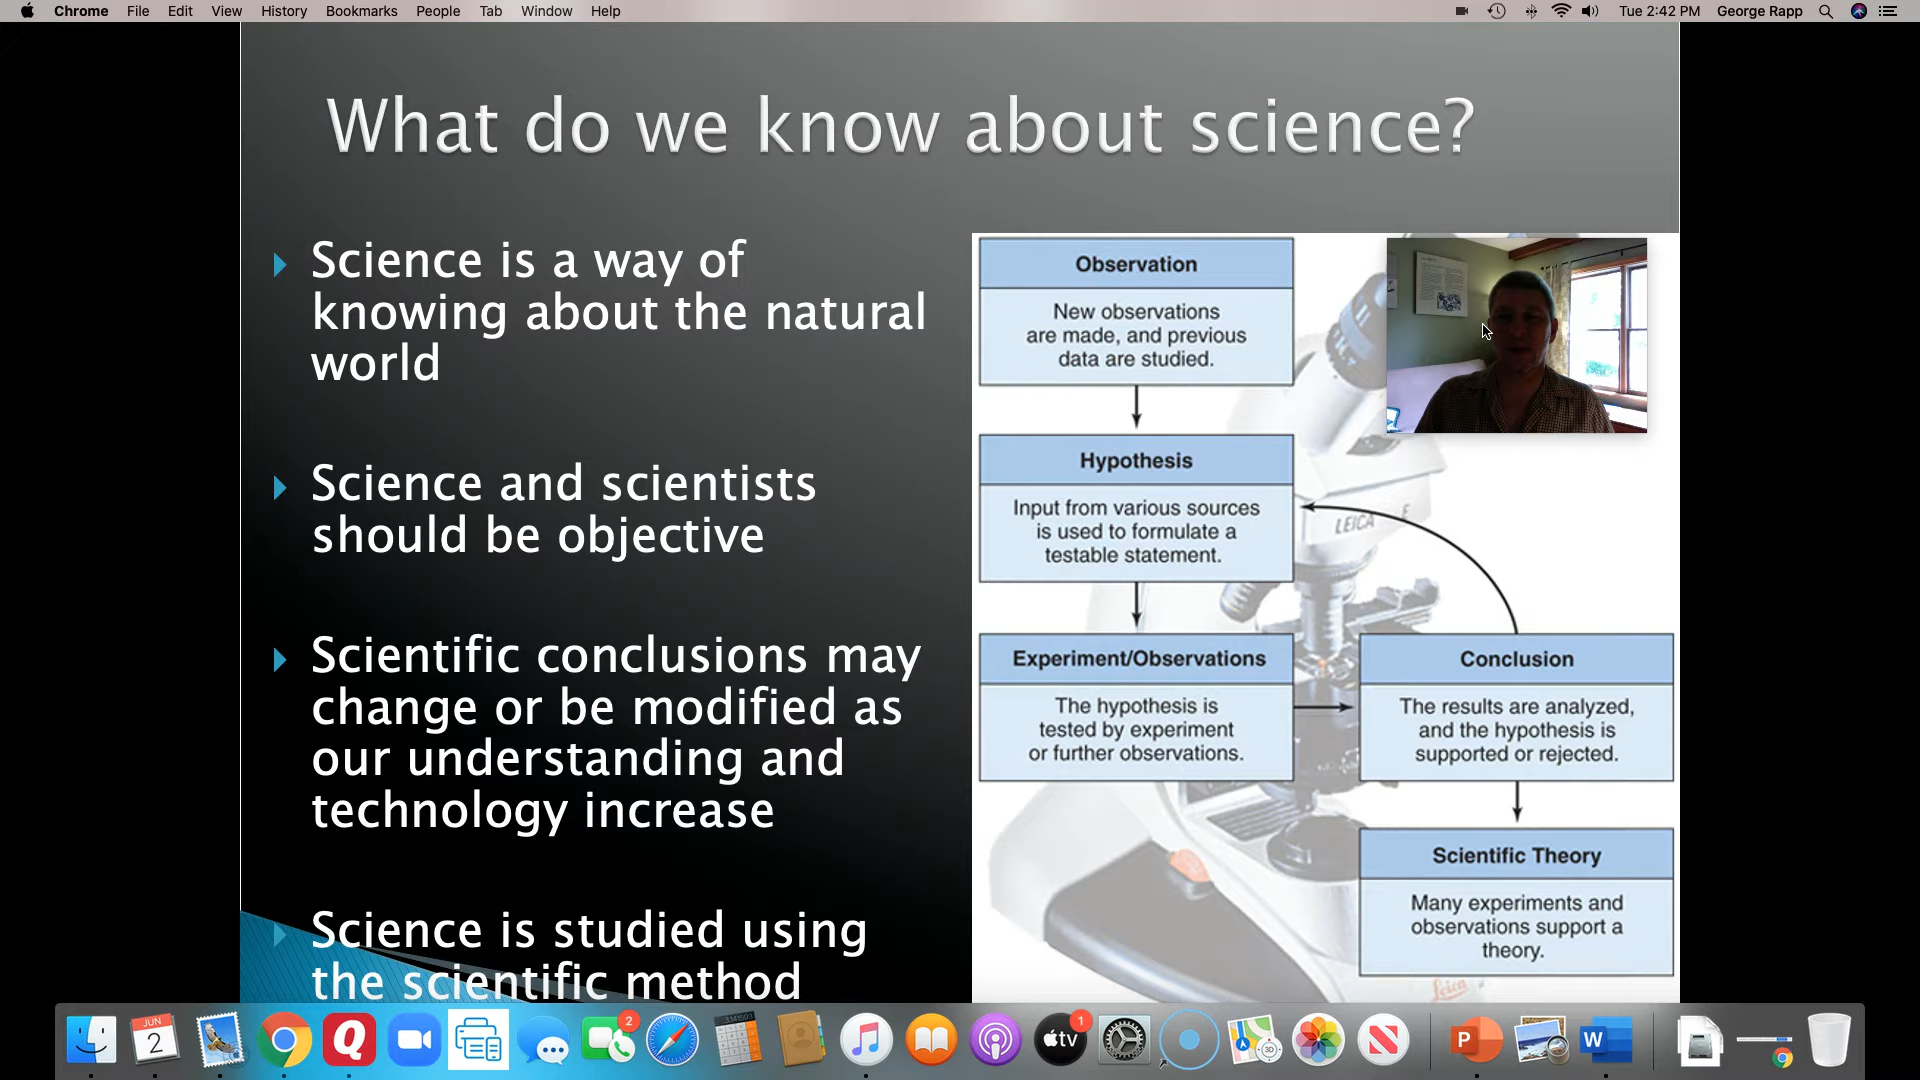 Chrome File Edit View History Bookmarks People Tab Window Help Tue 2:42 PM George Rapp
What do we know about science?
Science is a way of
knowing about the natural
world
Science and scientists
should be objective
Scientific conclusions may
change or be modified as
our understanding and
technology increase
Science is studied using
the scientific method
Observation
New observations
are made, and previous
data are studied.
Hypothesis
Input from various sources
is used to formulate a
testable statement.
LEICA
Experiment/Observations
The hypothesis is
tested by experiment
or further observations.
Conclusion
The results are analyzed,
and the hypothesis is
supported or rejected.
Scientific Theory
Many experiments and
observations support a
theory.
Leica
JUN
2
Q
2
tv
1
3D
N
P
W